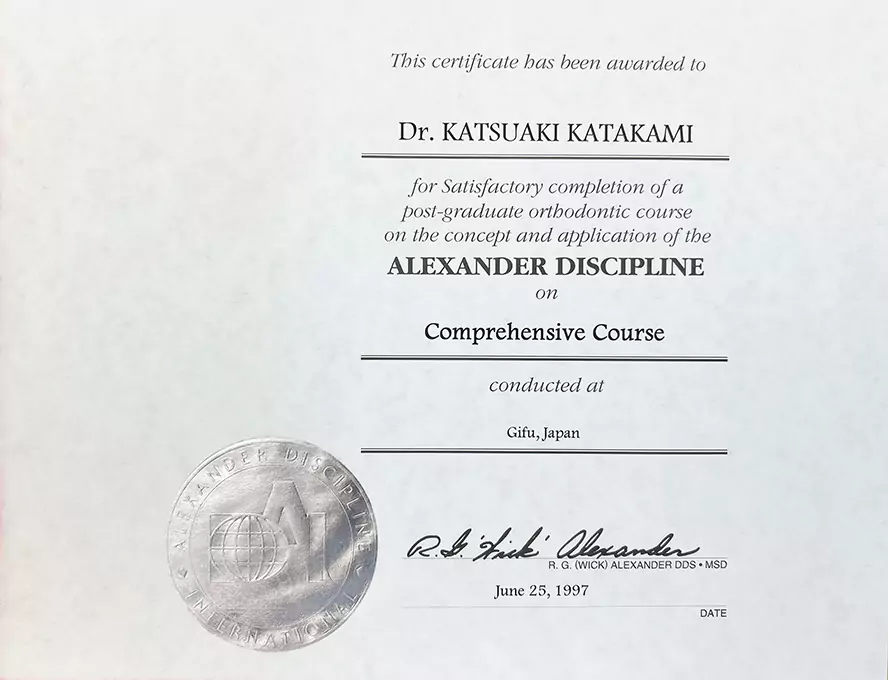 This certificate has been awarded to
Dr. KATSUAKI KATAKAMI
for Satisfactory completion of a
post-graduate orthodontic course
on the concept and application of the
ALEXANDER DISCIPLINE
on
Comprehensive Course
conducted at
Gifu, Japan
ALEXANDER DISCIPLINE
DAI
INTERNATIONAL
R. G. 'Wick' Alexander
R. G. (WICK) ALEXANDER DDS • MSD
June 25, 1997
DATE